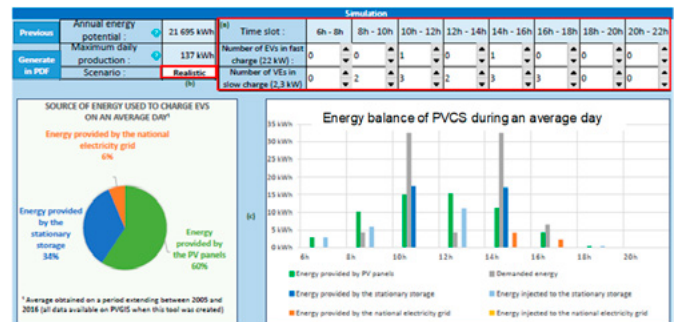 Simulation
Previous
Annual energy potential :
21 695 kWh
(a)
Time slot :
6h - 8h
8h - 10h
10h - 12h
12h - 14h
14h - 16h
16h - 18h
18h - 20h
20h - 22h
Generate in PDF
Maximum daily production :
137 kWh
Number of EVs in fast charge (22 kW) :
0
0
1
0
1
0
0
0
Scenario :
Realistic
(b)
Number of VEs in slow charge (2,3 kW)
0
2
3
2
3
3
0
0
SOURCE OF ENERGY USED TO CHARGE EVS
ON AN AVERAGE DAY¹
Energy provided by the national
electricity grid
6%
Energy provided
by the
stationary
storage
34%
Energy
provided by
the PV panels
60%
¹ Average obtained on a period extending between 2005 and
2016 (all data available on PVGIS when this tool was created)
(c)
Energy balance of PVCS during an average day
35 kWh
30 kWh
25 kWh
20 kWh
15 kWh
10 kWh
5 kWh
0 kWh
6h
8h
10h
12h
14h
16h
18h
20h
Energy provided by PV panels
Demanded energy
Energy provided by the stationary storage
Energy injected to the stationary storage
Energy provided by the national electricity grid
Energy injected to the national electricity grid